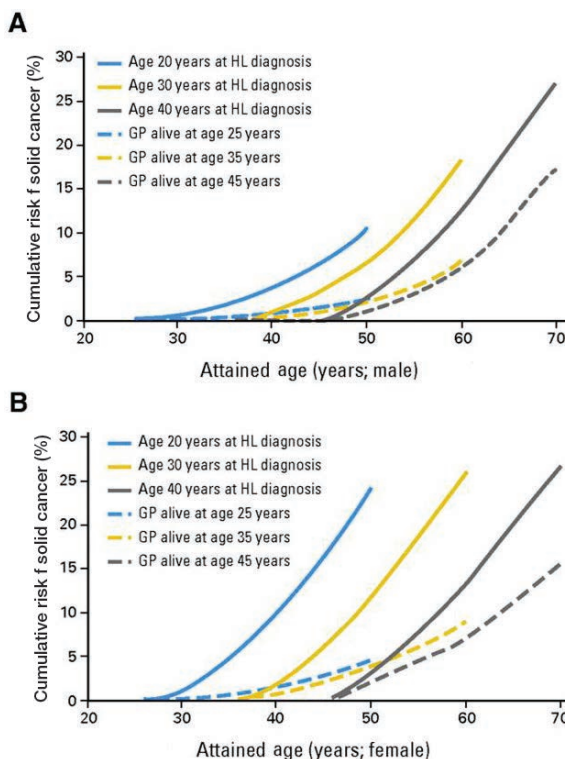 A
Cumulative risk f solid cancer (%)
30
25
20
15
10
5
0
Age 20 years at HL diagnosis
Age 30 years at HL diagnosis
Age 40 years at HL diagnosis
GP alive at age 25 years
GP alive at age 35 years
GP alive at age 45 years
20 30 40 50 60 70
Attained age (years; male)
B
Cumulative risk f solid cancer (%)
30
25
20
15
10
5
0
Age 20 years at HL diagnosis
Age 30 years at HL diagnosis
Age 40 years at HL diagnosis
GP alive at age 25 years
GP alive at age 35 years
GP alive at age 45 years
20 30 40 50 60 70
Attained age (years; female)